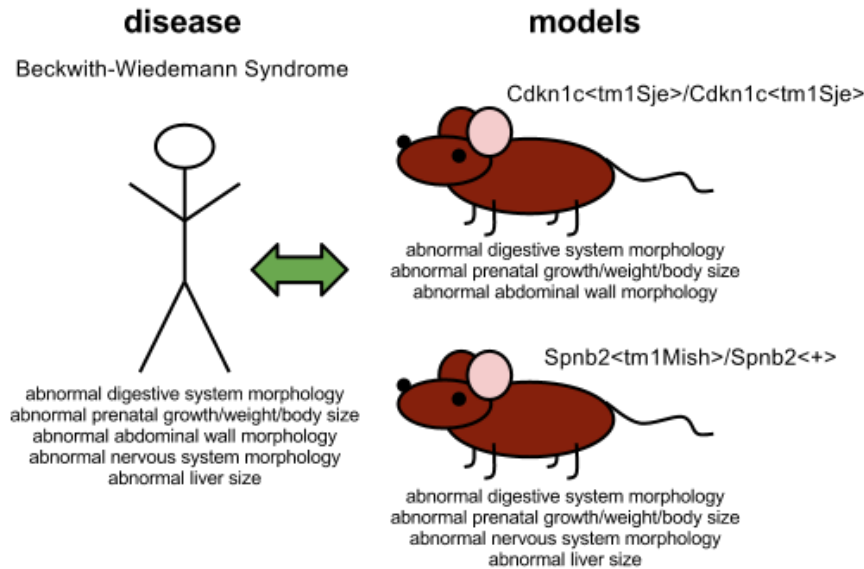 disease
Beckwith-Wiedemann Syndrome
abnormal digestive system morphology
abnormal prenatal growth/weight/body size
abnormal abdominal wall morphology
abnormal nervous system morphology
abnormal liver size
models
Cdkn1c<tm1Sje>/Cdkn1c<tm1Sje>
abnormal digestive system morphology
abnormal prenatal growth/weight/body size
abnormal abdominal wall morphology
Spnb2<tm1Mish>/Spnb2<+>
abnormal digestive system morphology
abnormal prenatal growth/weight/body size
abnormal nervous system morphology
abnormal liver size